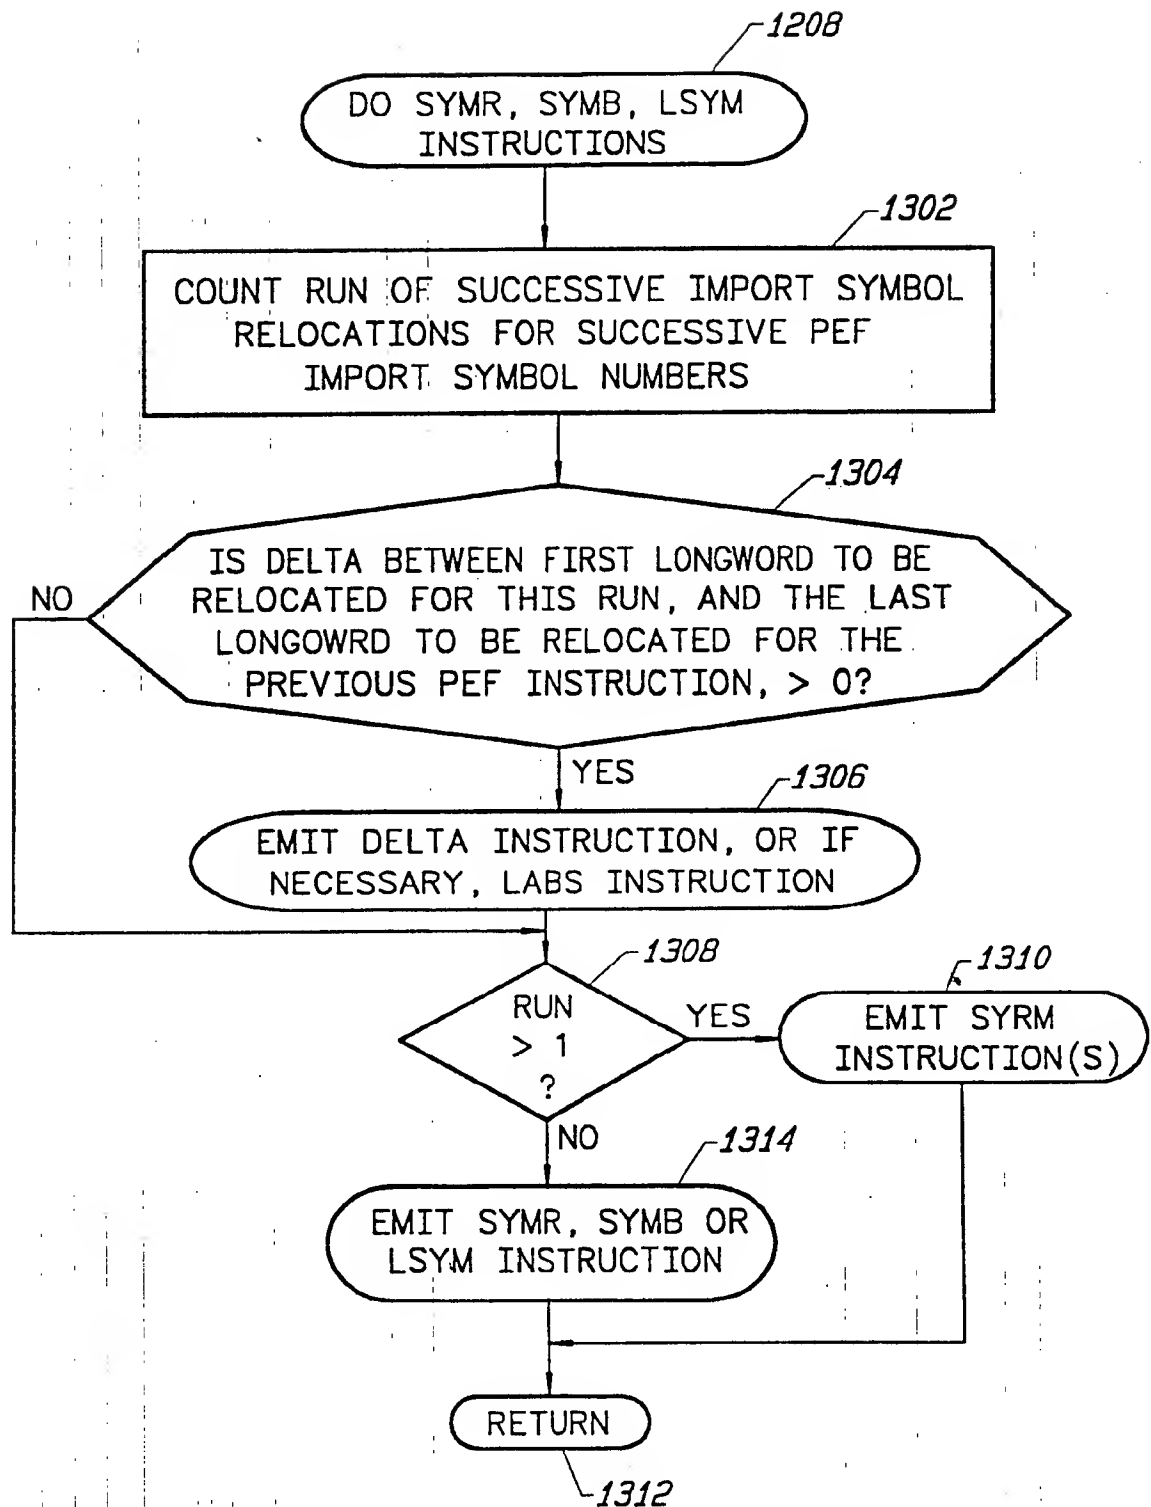 1208
DO SYMR, SYMB, LSYM
INSTRUCTIONS
1302
COUNT RUN OF SUCCESSIVE IMPORT SYMBOL
RELOCATIONS FOR SUCCESSIVE PEF
IMPORT SYMBOL NUMBERS
1304
IS DELTA BETWEEN FIRST LONGWORD TO BE
RELOCATED FOR THIS RUN, AND THE LAST
LONGOWRD TO BE RELOCATED FOR THE
PREVIOUS PEF INSTRUCTION, > 0?
NO
YES
1306
EMIT DELTA INSTRUCTION, OR IF
NECESSARY, LABS INSTRUCTION
1308
RUN
> 1
?
YES
1310
EMIT SYRM
INSTRUCTION(S)
NO
1314
EMIT SYMR, SYMB OR
LSYM INSTRUCTION
RETURN
1312